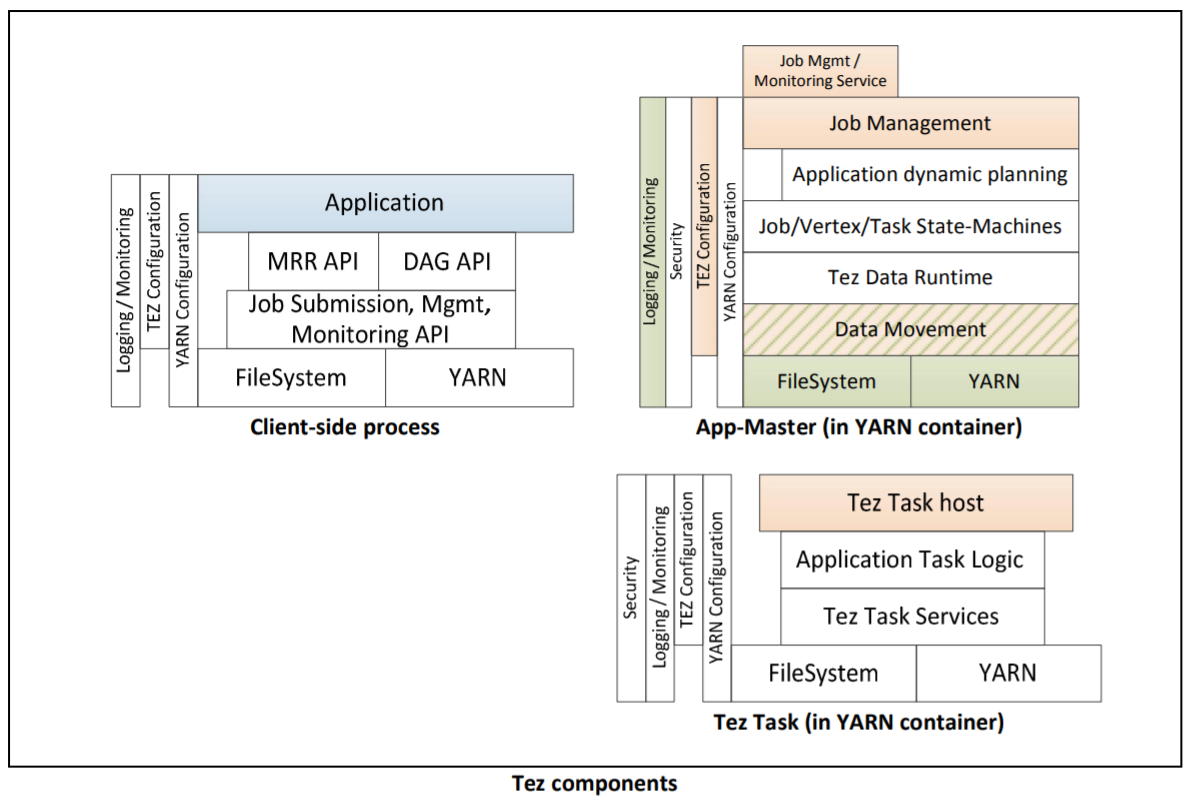 Logging / Monitoring
TEZ Configuration
YARN Configuration
Application
MRR API
DAG API
Job Submission, Mgmt,
Monitoring API
FileSystem
YARN
Client-side process
Job Mgmt /
Monitoring Service
Logging / Monitoring
Security
TEZ Configuration
YARN Configuration
Job Management
Application dynamic planning
Job/Vertex/Task State-Machines
Tez Data Runtime
Data Movement
FileSystem
YARN
App-Master (in YARN container)
Security
Logging / Monitoring
TEZ Configuration
YARN Configuration
Tez Task host
Application Task Logic
Tez Task Services
FileSystem
YARN
Tez Task (in YARN container)
Tez components